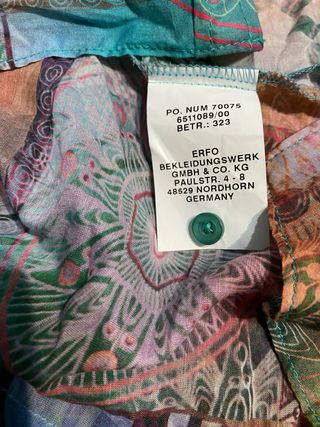 PO. NUM 70075
6511089/00
BETR.: 323
ERFO
BEKLEIDUNGSWERK
GMBH & CO. KG
PAULSTR. 4 - 8
48529 NORDHORN
GERMANY